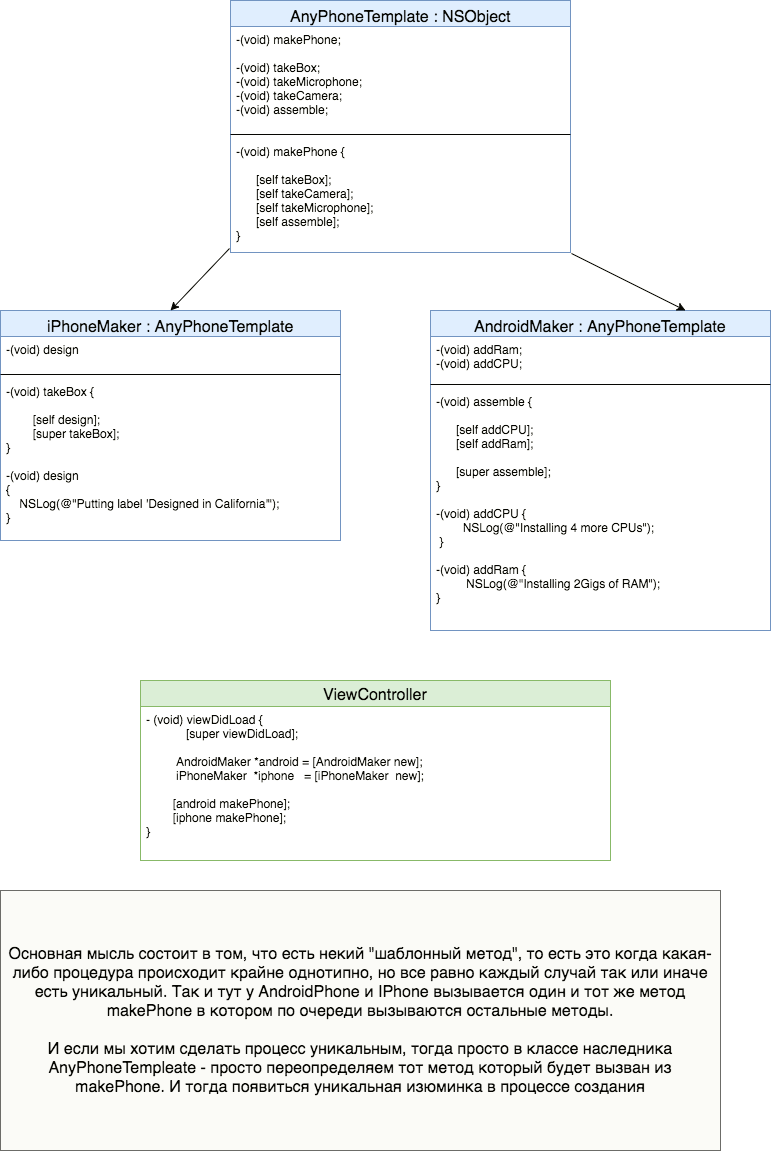 AnyPhoneTemplate : NSObject
-(void) makePhone;
-(void) takeBox;
-(void) takeMicrophone;
-(void) takeCamera;
-(void) assemble;
-(void) makePhone {
[self takeBox];
[self takeCamera];
[self takeMicrophone];
[self assemble];
}
iPhoneMaker : AnyPhoneTemplate
-(void) design
-(void) takeBox {
[self design];
[super takeBox];
}
-(void) design
{
NSLog(@"Putting label 'Designed in California'");
}
AndroidMaker : AnyPhoneTemplate
-(void) addRam;
-(void) addCPU;
-(void) assemble {
[self addCPU];
[self addRam];
[super assemble];
}
-(void) addCPU {
NSLog(@"Installing 4 more CPUs");
}
-(void) addRam {
NSLog(@"Installing 2Gigs of RAM");
}
ViewController
- (void) viewDidLoad {
[super viewDidLoad];
AndroidMaker *android = [AndroidMaker new];
iPhoneMaker *iphone = [iPhoneMaker new];
[android makePhone];
[iphone makePhone];
}
Основная мысль состоит в том, что есть некий "шаблонный метод", то есть это когда какая-
либо процедура происходит крайне однотипно, но все равно каждый случай так или иначе
есть уникальный. Так и тут у AndroidPhone и IPhone вызывается один и тот же метод
makePhone в котором по очереди вызываются остальные методы.
И если мы хотим сделать процесс уникальным, тогда просто в классе наследника
AnyPhoneTempleate - просто переопределяем тот метод который будет вызван из
makePhone. И тогда появиться уникальная изюминка в процессе создания